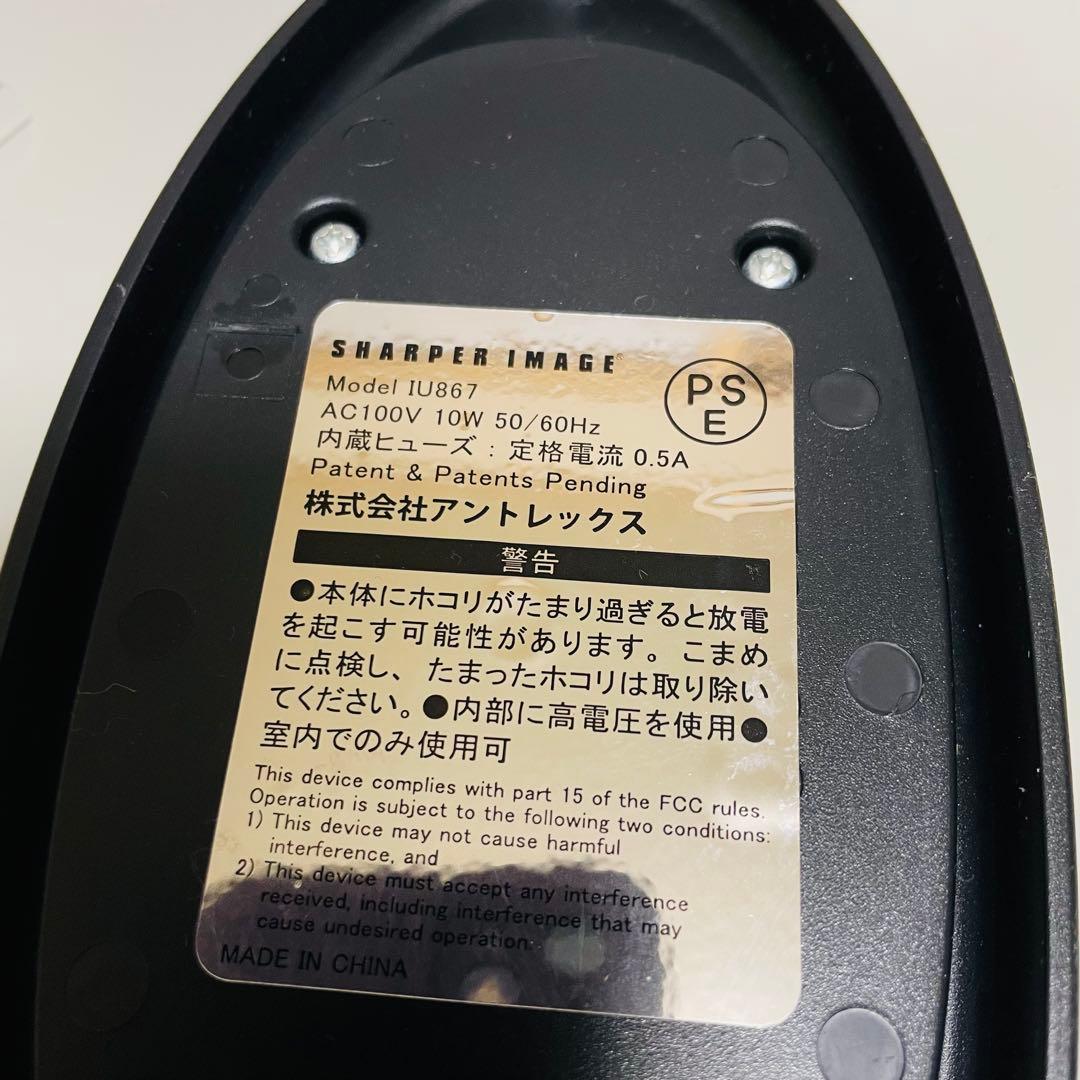 SHARPER IMAGE®
PS
E
Model IU867
AC100V 10W 50/60Hz
内蔵ヒューズ：定格電流 0.5A
Patent & Patents Pending
株式会社アントレックス
警告
●本体にホコリがたまり過ぎると放電
を起こす可能性があります。こまめ
に点検し、たまったホコリは取り除い
てください。●内部に高電圧を使用●
室内でのみ使用可
This device complies with part 15 of the FCC rules.
Operation is subject to the following two conditions:
1) This device may not cause harmful
interference, and
2) This device must accept any interference
received, including interference that may
cause undesired operation.
MADE IN CHINA